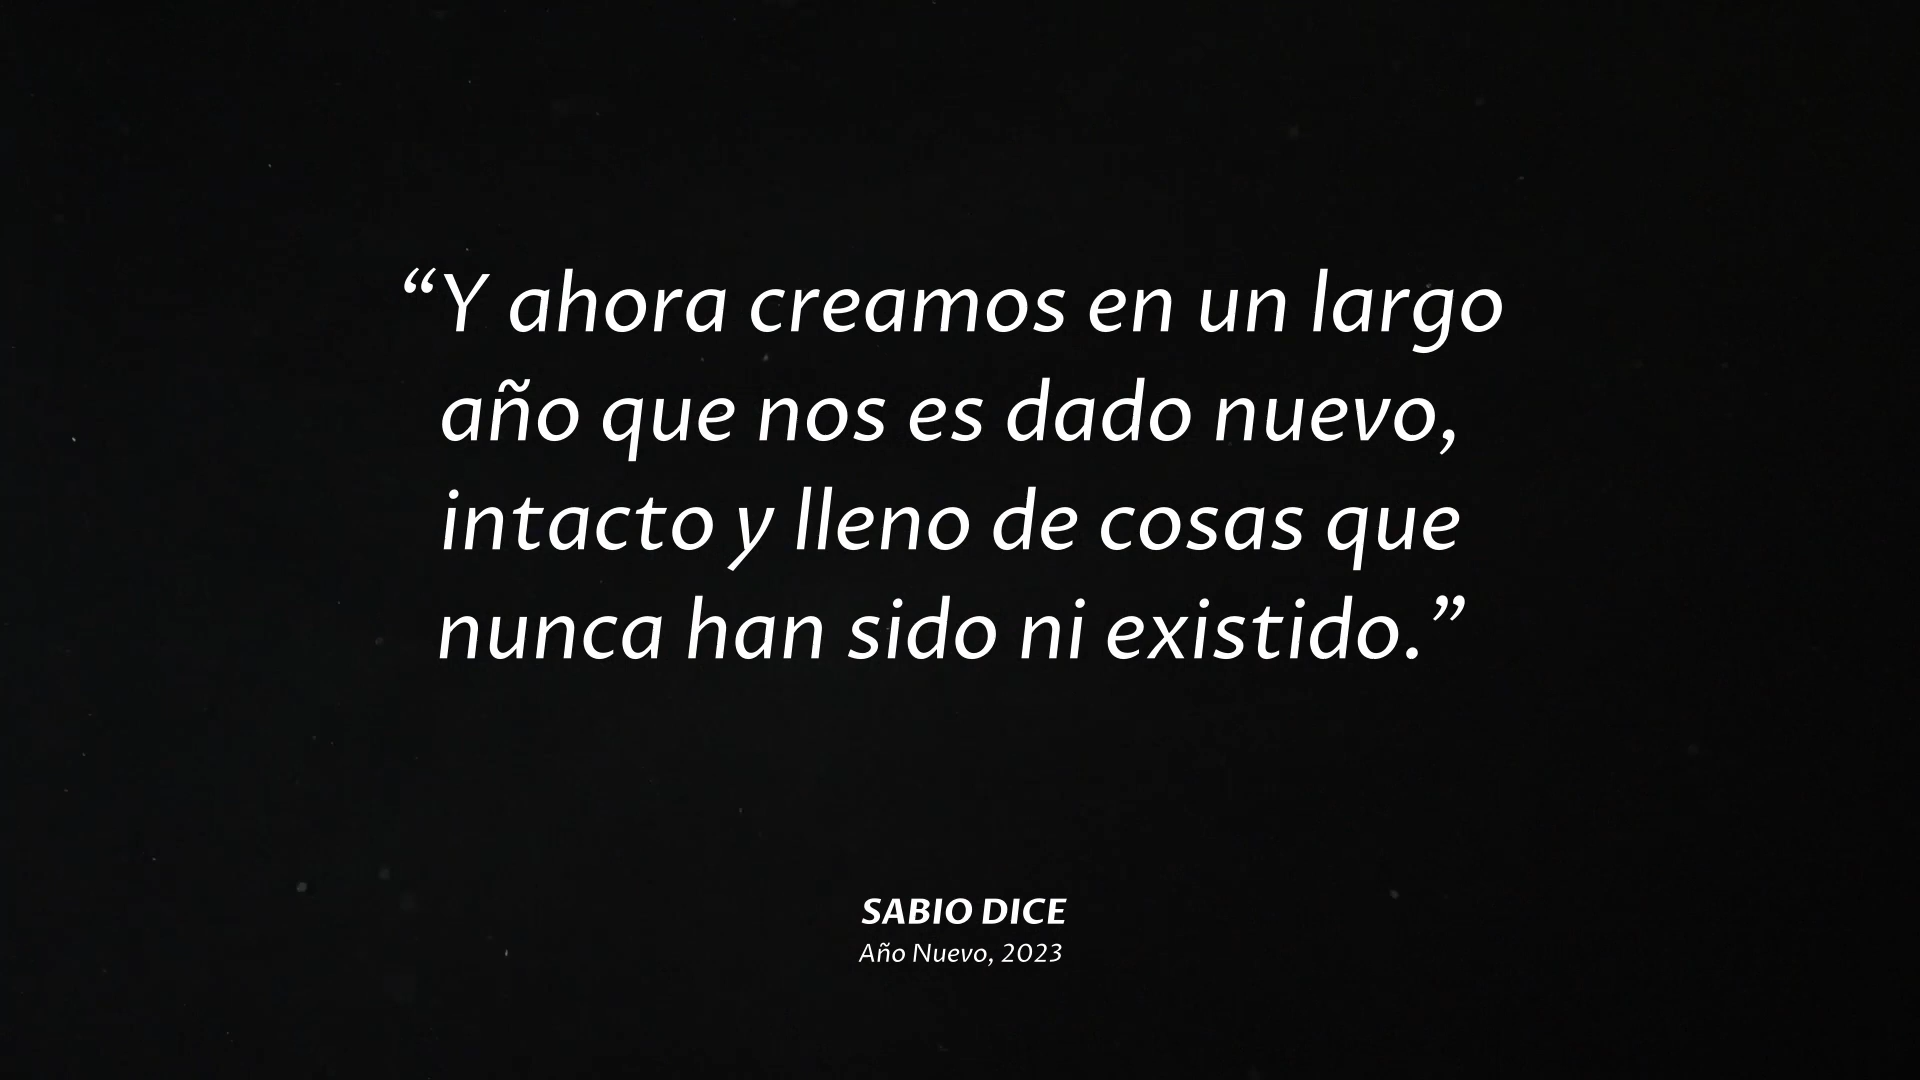 “Y ahora creamos en un largo
año que nos es dado nuevo,
intacto y lleno de cosas que
nunca han sido ni existido.”
SABIO DICE
Año Nuevo, 2023